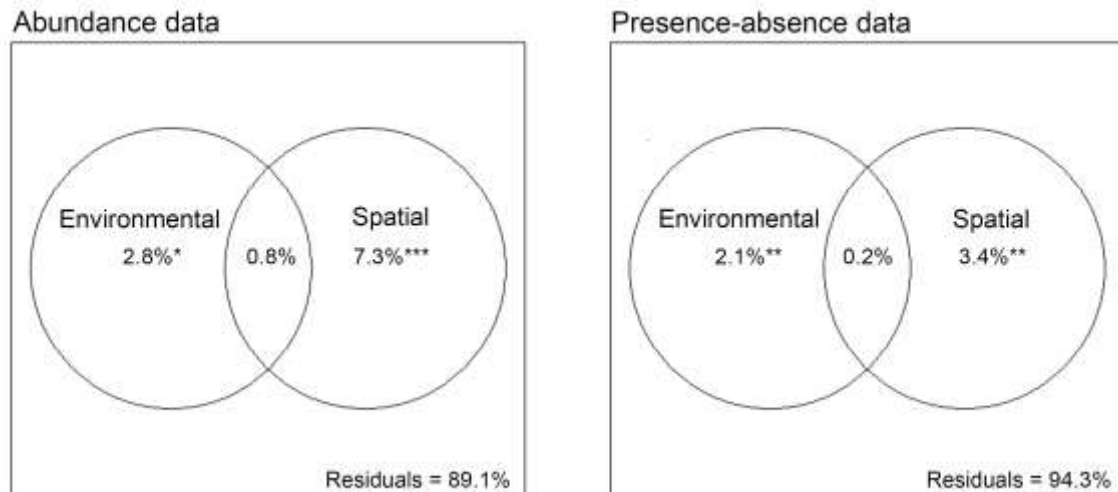 Abundance data
Environmental
2.8%*
0.8%
Spatial
7.3%***
Residuals = 89.1%
Presence-absence data
Environmental
2.1%**
0.2%
Spatial
3.4%**
Residuals = 94.3%